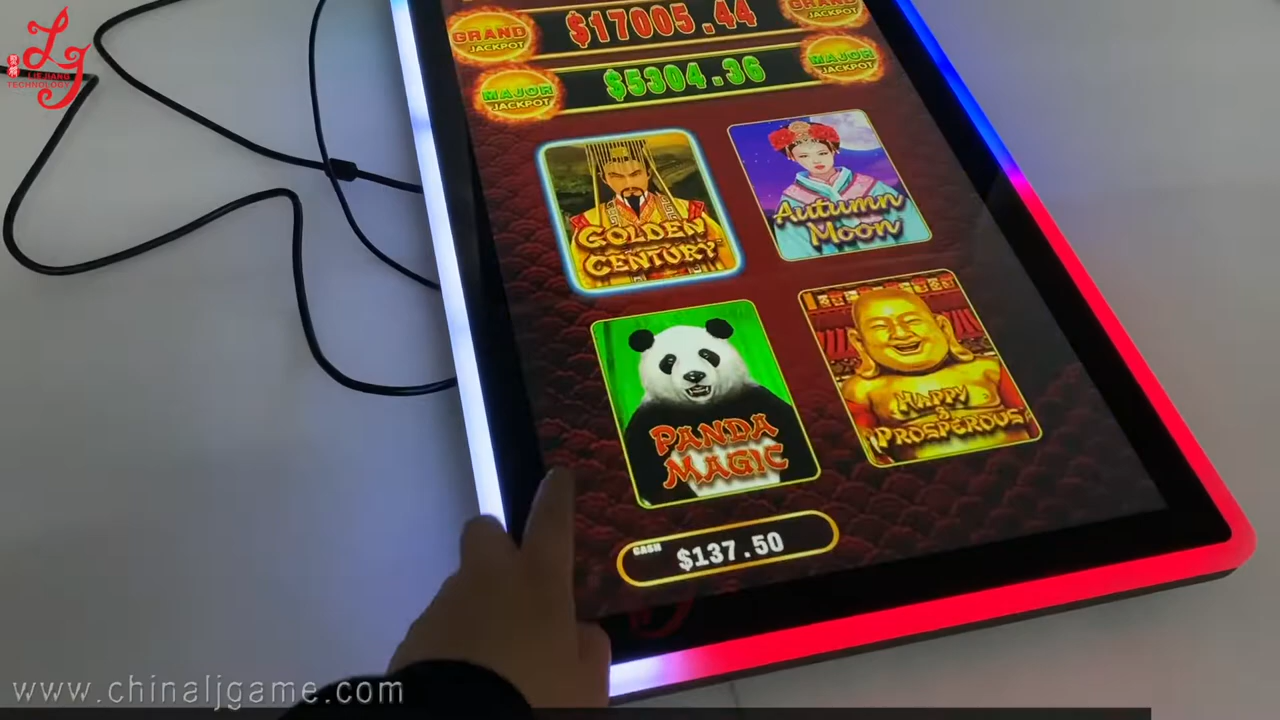 GRAND
JACKPOT
$17005.44
GRAND
JACKPOT
MAJOR
JACKPOT
$5304.36
MAJOR
JACKPOT
LIEJIANG
TECHNOLOGY
GOLDEN
CENTURY
Autumn
Moon
PANDA
MAGIC
HAPPY
&
PROSPEROUS
CASH
$137.50
www.chinaljgame.com